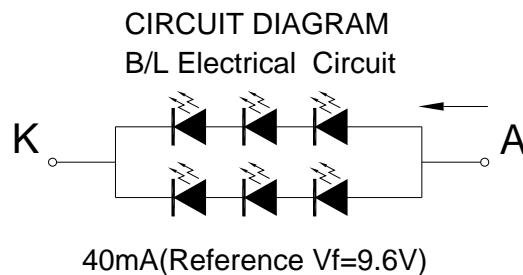 CIRCUIT DIAGRAM
B/L Electrical Circuit
K A
40mA(Reference Vf=9.6V)